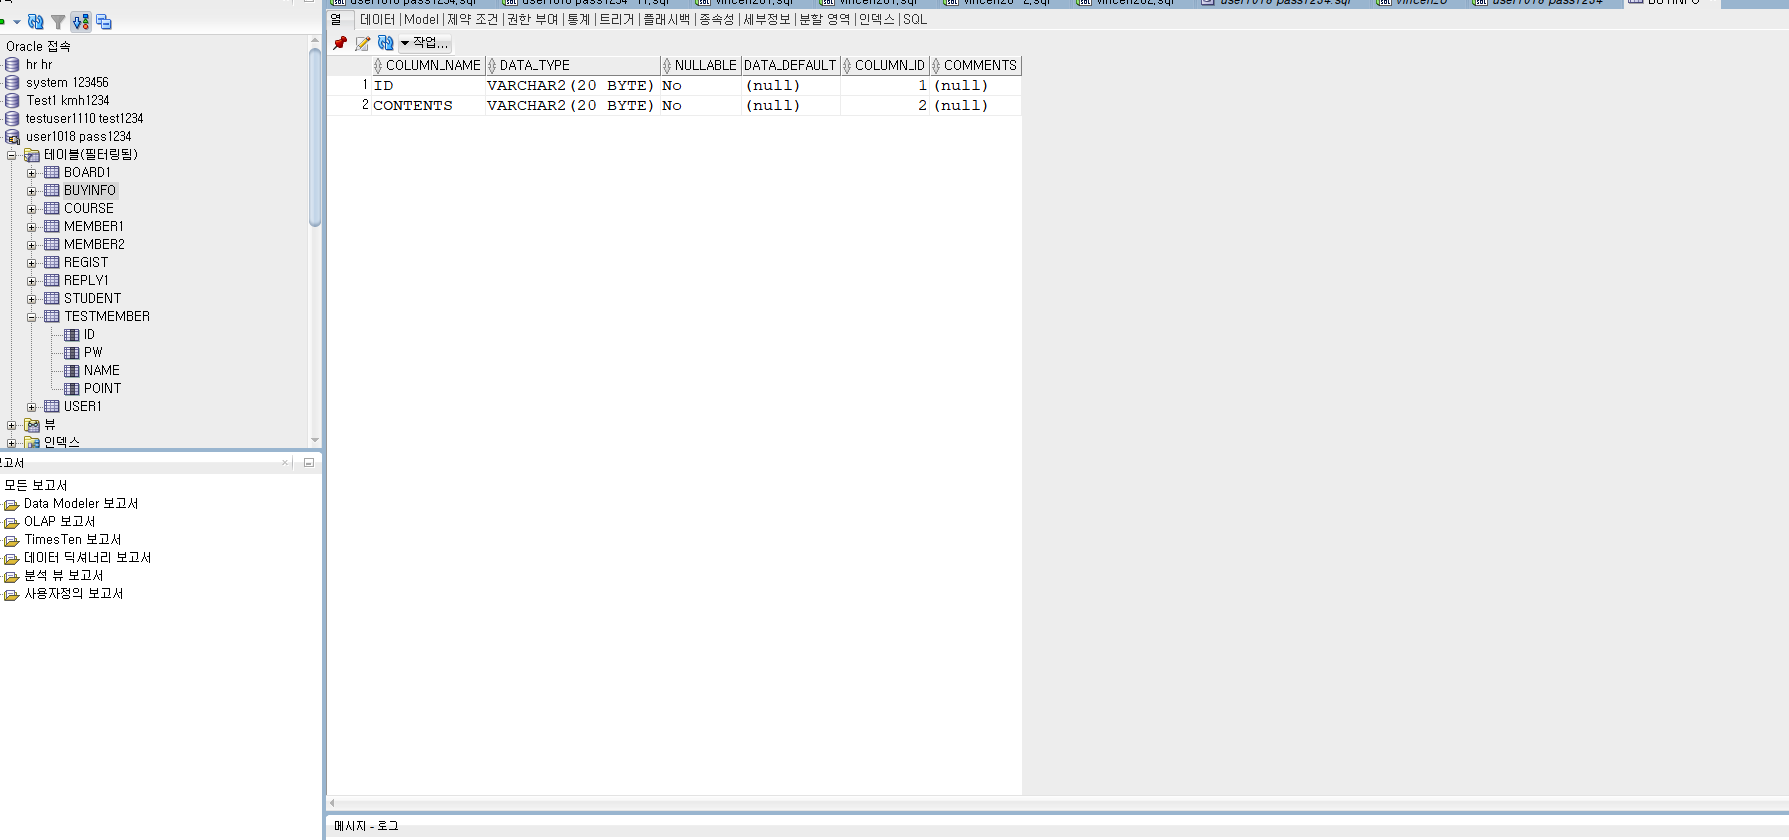 Oracle 접속
hr hr
system 123456
Test1 kmh1234
testuser1110 test1234
user1018 pass1234
테이블(필터링됨)
BOARD1
BUYINFO
COURSE
MEMBER1
MEMBER2
REGIST
REPLY1
STUDENT
TESTMEMBER
ID
PW
NAME
POINT
USER1
뷰
인덱스
보고서
모든 보고서
Data Modeler 보고서
OLAP 보고서
TimesTen 보고서
데이터 딕셔너리 보고서
분석 뷰 보고서
사용자정의 보고서
열 데이터 Model 제약 조건 권한 부여 통계 트리거 플래시백 종속성 세부정보 분할 영역 인덱스 SQL
작업...
COLUMN_NAME DATA_TYPE NULLABLE DATA_DEFAULT COLUMN_ID COMMENTS
1 ID VARCHAR2(20 BYTE) No (null) 1 (null)
2 CONTENTS VARCHAR2(20 BYTE) No (null) 2 (null)
메시지 - 로그